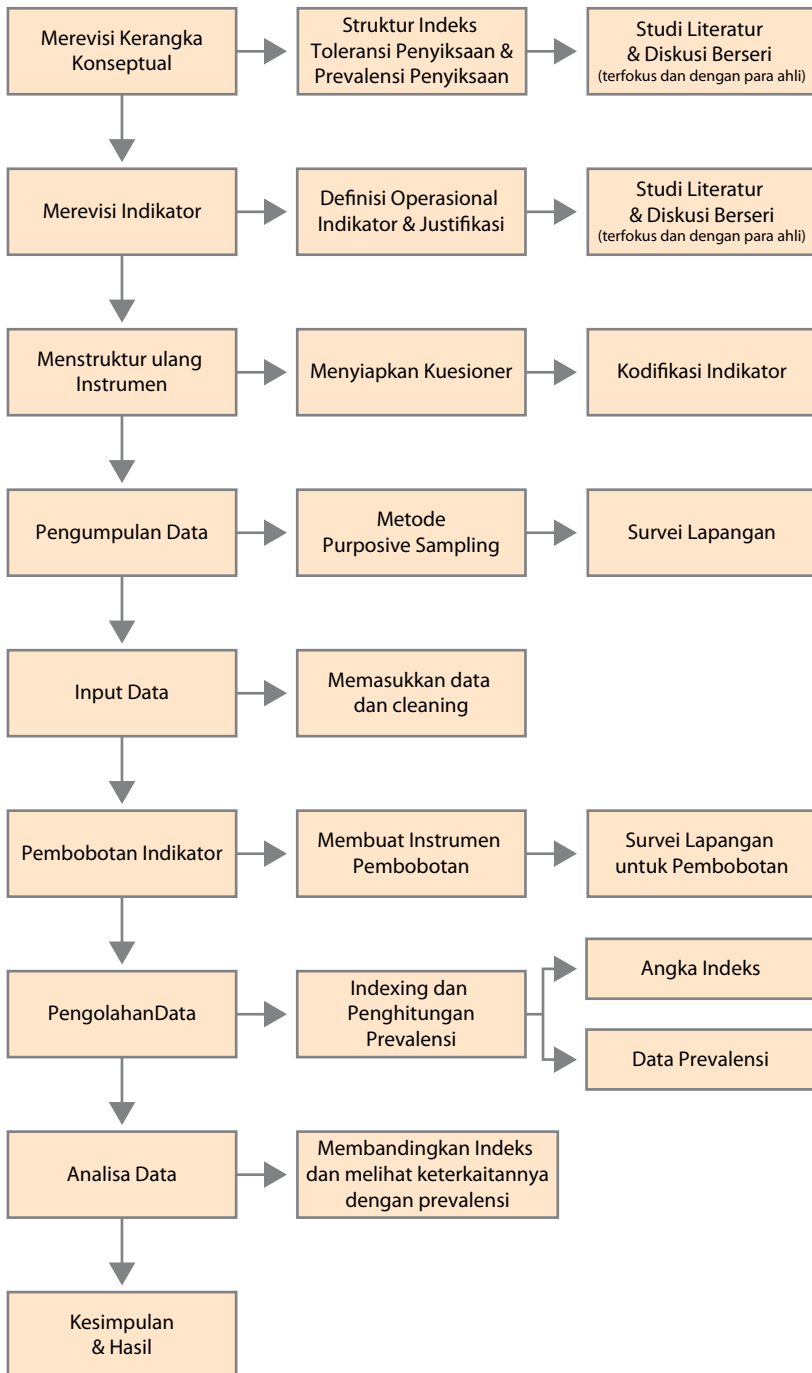 Merevisi Kerangka
Konseptual
Struktur Indeks
Toleransi Penyiksaan &
Prevalensi Penyiksaan
Studi Literatur
& Diskusi Berseri
(terfokus dan dengan para ahli)
Merevisi Indikator
Definisi Operasional
Indikator & Justifikasi
Studi Literatur
& Diskusi Berseri
(terfokus dan dengan para ahli)
Menstruktur ulang
Instrumen
Menyiapkan Kuesioner
Kodifikasi Indikator
Pengumpulan Data
Metode
Purposive Sampling
Survei Lapangan
Input Data
Memasukkan data
dan cleaning
Pembobotan Indikator
Membuat Instrumen
Pembobotan
Survei Lapangan
untuk Pembobotan
PengolahanData
Indexing dan
Penghitungan
Prevalensi
Angka Indeks
Data Prevalensi
Analisa Data
Membandingkan Indeks
dan melihat keterkaitannya
dengan prevalensi
Kesimpulan
& Hasil